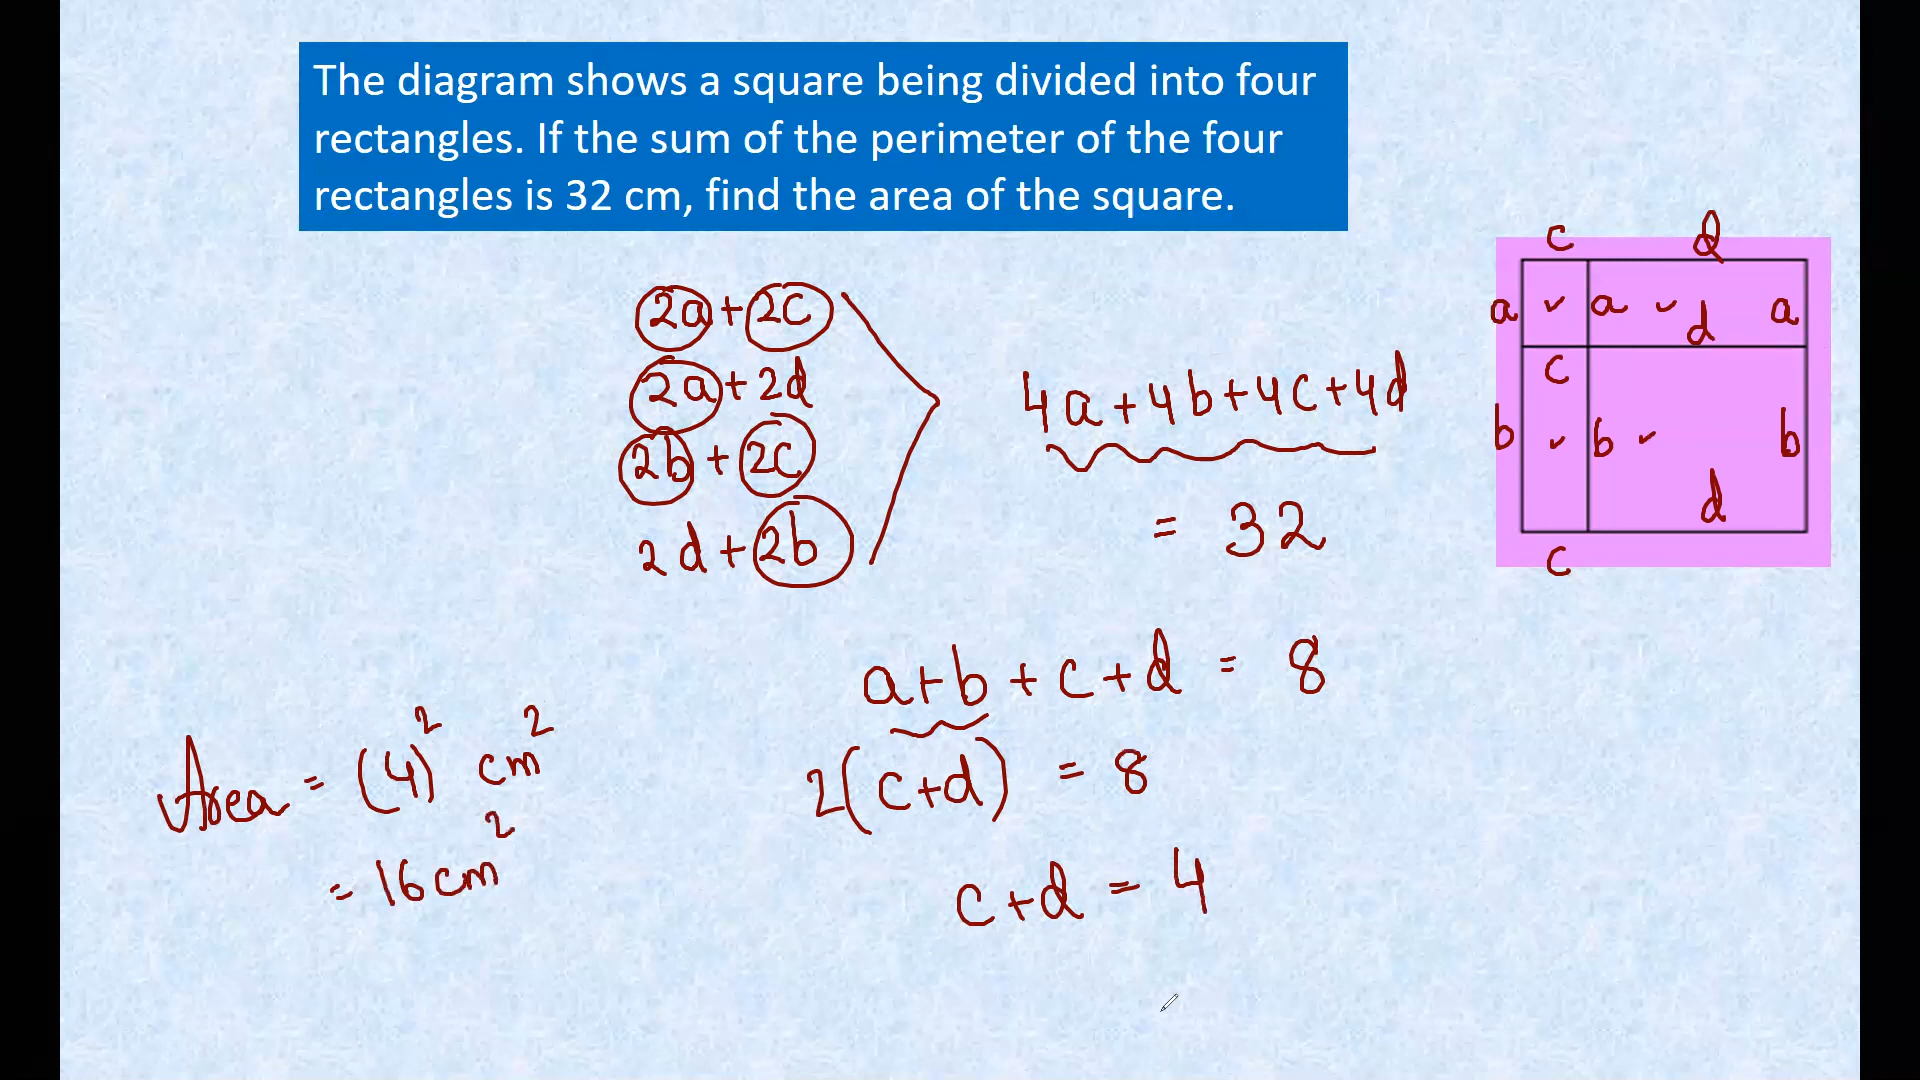 The diagram shows a square being divided into four
rectangles. If the sum of the perimeter of the four
rectangles is 32 cm, find the area of the square.
c d
a a d a
c
b b b
d
c
2a+2c
2a+2d
2b+2c
2d+2b
4a+4b+4c+4d
= 32
a+b+c+d = 8
2(c+d) = 8
c+d = 4
Area = (4)² cm²
= 16cm²